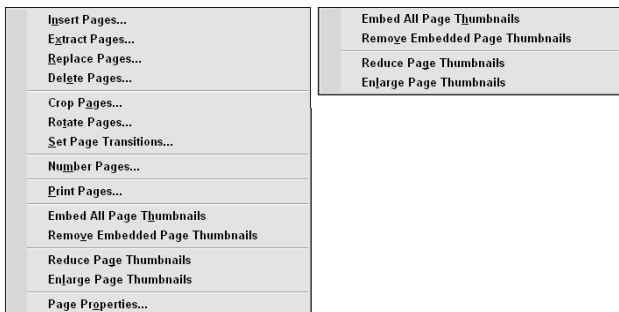 Insert Pages...
Extract Pages...
Replace Pages...
Delete Pages...
Crop Pages...
Rotate Pages...
Set Page Transitions...
Number Pages...
Print Pages...
Embed All Page Thumbnails
Remove Embedded Page Thumbnails
Reduce Page Thumbnails
Enlarge Page Thumbnails
Page Properties...
Embed All Page Thumbnails
Remove Embedded Page Thumbnails
Reduce Page Thumbnails
Enlarge Page Thumbnails